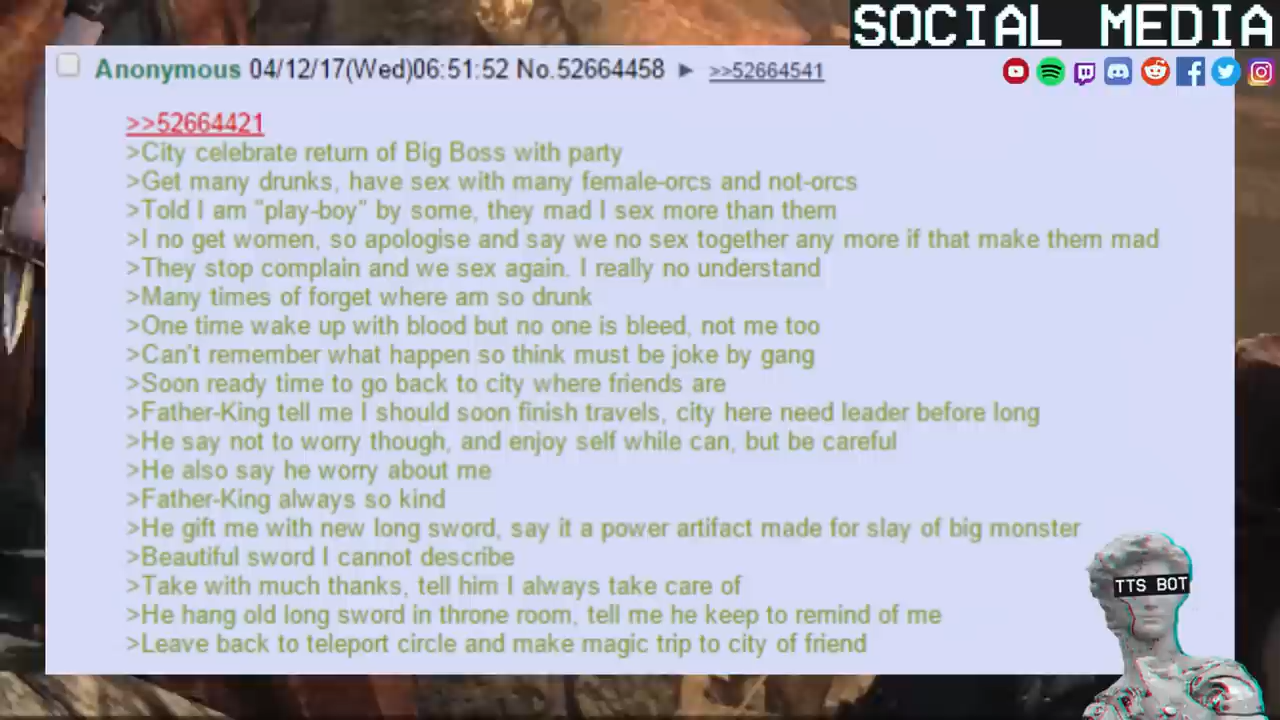 SOCIAL MEDIA
Anonymous 04/12/17(Wed)06:51:52 No.52664458 ▶ >>52664541
>>52664421
>City celebrate return of Big Boss with party
>Get many drunks, have sex with many female-orcs and not-orcs
>Told I am "play-boy" by some, they mad I sex more than them
>I no get women, so apologise and say we no sex together any more if that make them mad
>They stop complain and we sex again. I really no understand
>Many times of forget where am so drunk
>One time wake up with blood but no one is bleed, not me too
>Can't remember what happen so think must be joke by gang
>Soon ready time to go back to city where friends are
>Father-King tell me I should soon finish travels, city here need leader before long
>He say not to worry though, and enjoy self while can, but be careful
>He also say he worry about me
>Father-King always so kind
>He gift me with new long sword, say it a power artifact made for slay of big monster
>Beautiful sword I cannot describe
>Take with much thanks, tell him I always take care of
>He hang old long sword in throne room, tell me he keep to remind of me
>Leave back to teleport circle and make magic trip to city of friend
TTS BOT